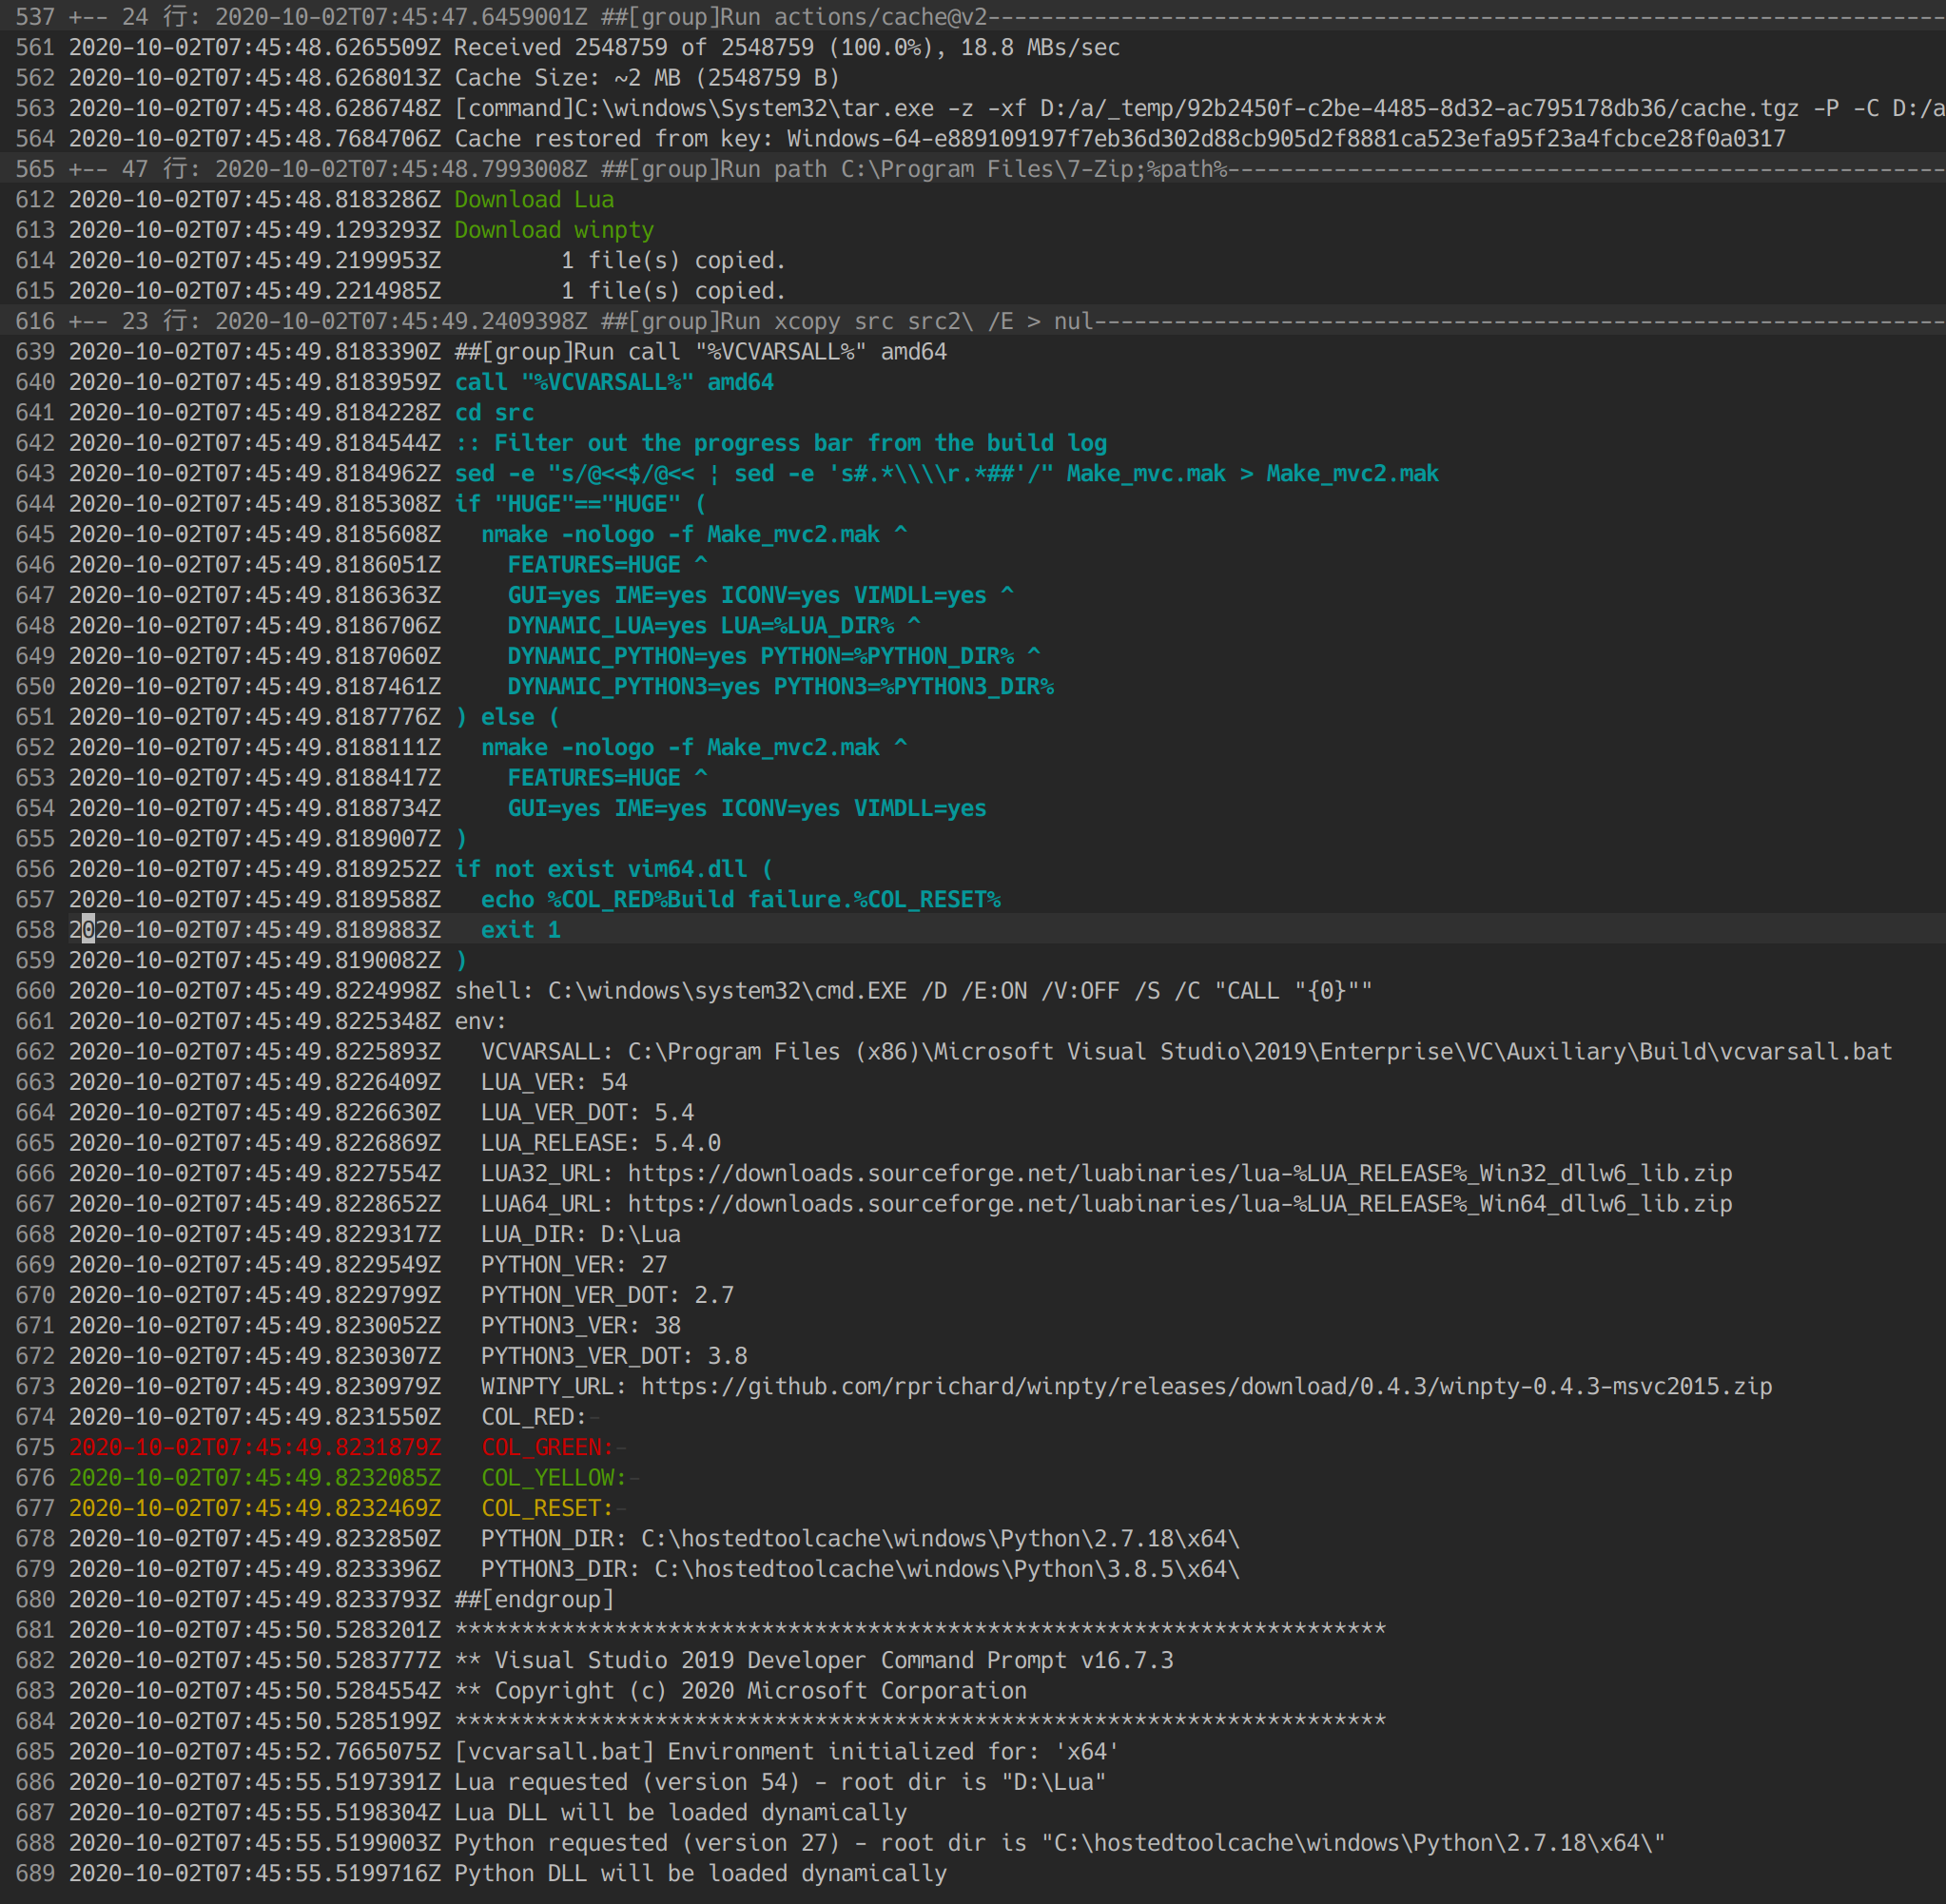 537 +-- 24 行: 2020-10-02T07:45:47.6459001Z ##[group]Run actions/cache@v2------------------------------------------------------------------------
561 2020-10-02T07:45:48.6265509Z Received 2548759 of 2548759 (100.0%), 18.8 MBs/sec
562 2020-10-02T07:45:48.6268013Z Cache Size: ~2 MB (2548759 B)
563 2020-10-02T07:45:48.6286748Z [command]C:\windows\System32\tar.exe -z -xf D:/a/_temp/92b2450f-c2be-4485-8d32-ac795178db36/cache.tgz -P -C D:/a
564 2020-10-02T07:45:48.7684706Z Cache restored from key: Windows-64-e889109197f7eb36d302d88cb905d2f8881ca523efa95f23a4fcbce28f0a0317
565 +-- 47 行: 2020-10-02T07:45:48.7993008Z ##[group]Run path C:\Program Files\7-Zip;%path%------------------------------------------------------
612 2020-10-02T07:45:48.8183286Z Download Lua
613 2020-10-02T07:45:49.1293293Z Download winpty
614 2020-10-02T07:45:49.2199953Z         1 file(s) copied.
615 2020-10-02T07:45:49.2214985Z         1 file(s) copied.
616 +-- 23 行: 2020-10-02T07:45:49.2409398Z ##[group]Run xcopy src src2\ /E > nul----------------------------------------------------------------
639 2020-10-02T07:45:49.8183390Z ##[group]Run call "%VCVARSALL%" amd64
640 2020-10-02T07:45:49.8183959Z call "%VCVARSALL%" amd64
641 2020-10-02T07:45:49.8184228Z cd src
642 2020-10-02T07:45:49.8184544Z :: Filter out the progress bar from the build log
643 2020-10-02T07:45:49.8184962Z sed -e "s/@<<$/@<< ¦ sed -e 's#.*\\\\r.*##'/" Make_mvc.mak > Make_mvc2.mak
644 2020-10-02T07:45:49.8185308Z if "HUGE"=="HUGE" (
645 2020-10-02T07:45:49.8185608Z   nmake -nologo -f Make_mvc2.mak ^
646 2020-10-02T07:45:49.8186051Z     FEATURES=HUGE ^
647 2020-10-02T07:45:49.8186363Z     GUI=yes IME=yes ICONV=yes VIMDLL=yes ^
648 2020-10-02T07:45:49.8186706Z     DYNAMIC_LUA=yes LUA=%LUA_DIR% ^
649 2020-10-02T07:45:49.8187060Z     DYNAMIC_PYTHON=yes PYTHON=%PYTHON_DIR% ^
650 2020-10-02T07:45:49.8187461Z     DYNAMIC_PYTHON3=yes PYTHON3=%PYTHON3_DIR%
651 2020-10-02T07:45:49.8187776Z ) else (
652 2020-10-02T07:45:49.8188111Z   nmake -nologo -f Make_mvc2.mak ^
653 2020-10-02T07:45:49.8188417Z     FEATURES=HUGE ^
654 2020-10-02T07:45:49.8188734Z     GUI=yes IME=yes ICONV=yes VIMDLL=yes
655 2020-10-02T07:45:49.8189007Z )
656 2020-10-02T07:45:49.8189252Z if not exist vim64.dll (
657 2020-10-02T07:45:49.8189588Z   echo %COL_RED%Build failure.%COL_RESET%
658 2020-10-02T07:45:49.8189883Z   exit 1
659 2020-10-02T07:45:49.8190082Z )
660 2020-10-02T07:45:49.8224998Z shell: C:\windows\system32\cmd.EXE /D /E:ON /V:OFF /S /C "CALL "{0}""
661 2020-10-02T07:45:49.8225348Z env:
662 2020-10-02T07:45:49.8225893Z   VCVARSALL: C:\Program Files (x86)\Microsoft Visual Studio\2019\Enterprise\VC\Auxiliary\Build\vcvarsall.bat
663 2020-10-02T07:45:49.8226409Z   LUA_VER: 54
664 2020-10-02T07:45:49.8226630Z   LUA_VER_DOT: 5.4
665 2020-10-02T07:45:49.8226869Z   LUA_RELEASE: 5.4.0
666 2020-10-02T07:45:49.8227554Z   LUA32_URL: https://downloads.sourceforge.net/luabinaries/lua-%LUA_RELEASE%_Win32_dllw6_lib.zip
667 2020-10-02T07:45:49.8228652Z   LUA64_URL: https://downloads.sourceforge.net/luabinaries/lua-%LUA_RELEASE%_Win64_dllw6_lib.zip
668 2020-10-02T07:45:49.8229317Z   LUA_DIR: D:\Lua
669 2020-10-02T07:45:49.8229549Z   PYTHON_VER: 27
670 2020-10-02T07:45:49.8229799Z   PYTHON_VER_DOT: 2.7
671 2020-10-02T07:45:49.8230052Z   PYTHON3_VER: 38
672 2020-10-02T07:45:49.8230307Z   PYTHON3_VER_DOT: 3.8
673 2020-10-02T07:45:49.8230979Z   WINPTY_URL: https://github.com/rprichard/winpty/releases/download/0.4.3/winpty-0.4.3-msvc2015.zip
674 2020-10-02T07:45:49.8231550Z   COL_RED:-
675 2020-10-02T07:45:49.8231879Z   COL_GREEN:-
676 2020-10-02T07:45:49.8232085Z   COL_YELLOW:-
677 2020-10-02T07:45:49.8232469Z   COL_RESET:-
678 2020-10-02T07:45:49.8232850Z   PYTHON_DIR: C:\hostedtoolcache\windows\Python\2.7.18\x64\
679 2020-10-02T07:45:49.8233396Z   PYTHON3_DIR: C:\hostedtoolcache\windows\Python\3.8.5\x64\
680 2020-10-02T07:45:49.8233793Z ##[endgroup]
681 2020-10-02T07:45:50.5283201Z **********************************************************************
682 2020-10-02T07:45:50.5283777Z ** Visual Studio 2019 Developer Command Prompt v16.7.3
683 2020-10-02T07:45:50.5284554Z ** Copyright (c) 2020 Microsoft Corporation
684 2020-10-02T07:45:50.5285199Z **********************************************************************
685 2020-10-02T07:45:52.7665075Z [vcvarsall.bat] Environment initialized for: 'x64'
686 2020-10-02T07:45:55.5197391Z Lua requested (version 54) - root dir is "D:\Lua"
687 2020-10-02T07:45:55.5198304Z Lua DLL will be loaded dynamically
688 2020-10-02T07:45:55.5199003Z Python requested (version 27) - root dir is "C:\hostedtoolcache\windows\Python\2.7.18\x64\"
689 2020-10-02T07:45:55.5199716Z Python DLL will be loaded dynamically